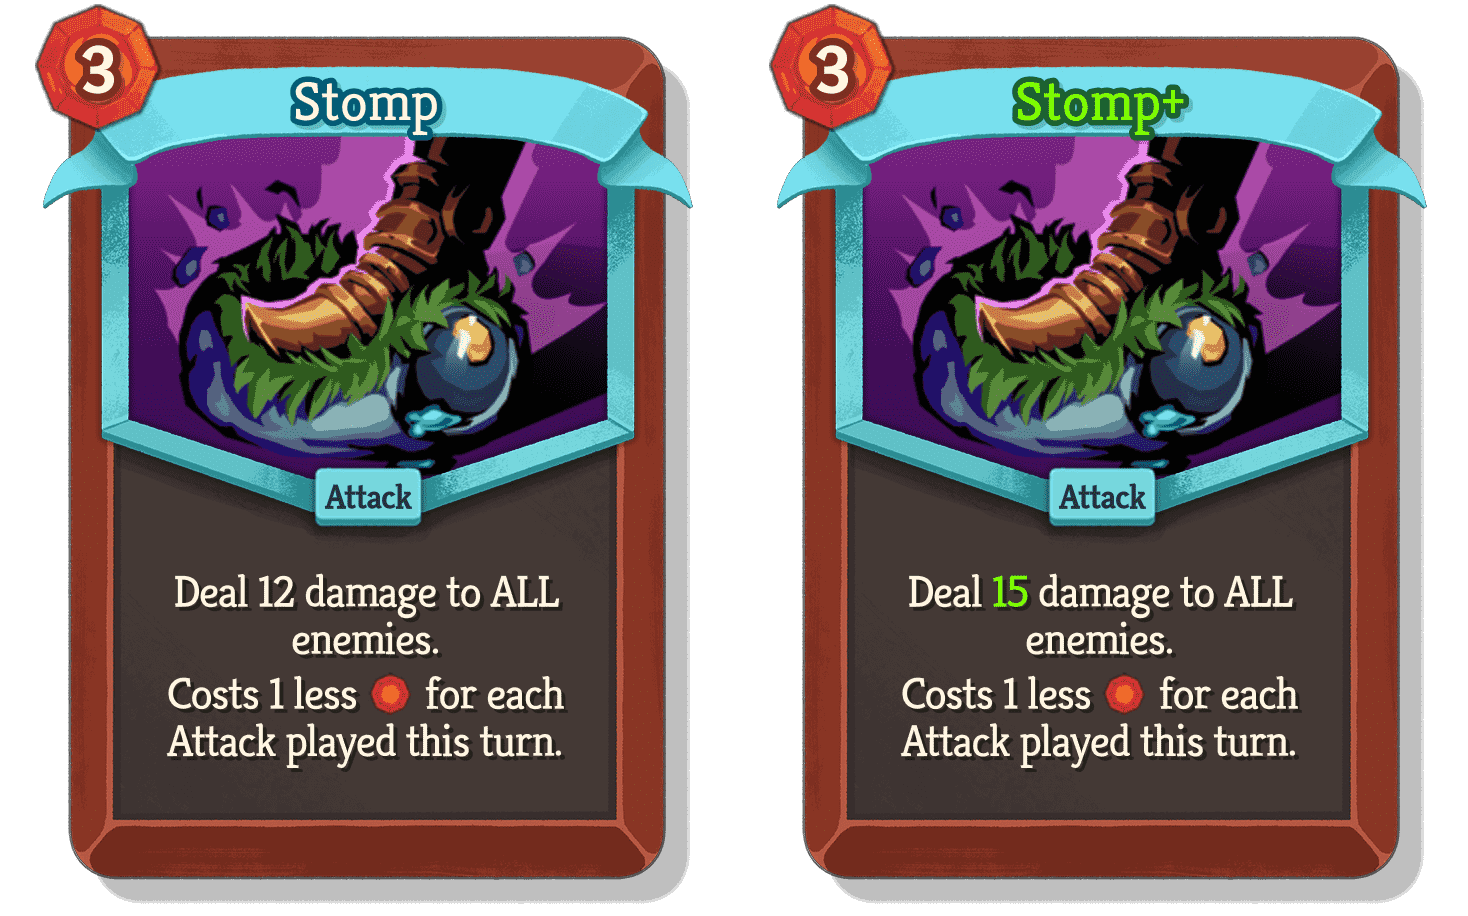 3
Stomp
Attack
Deal 12 damage to ALL
enemies.
Costs 1 less for each
Attack played this turn.
3
Stomp+
Attack
Deal 15 damage to ALL
enemies.
Costs 1 less for each
Attack played this turn.